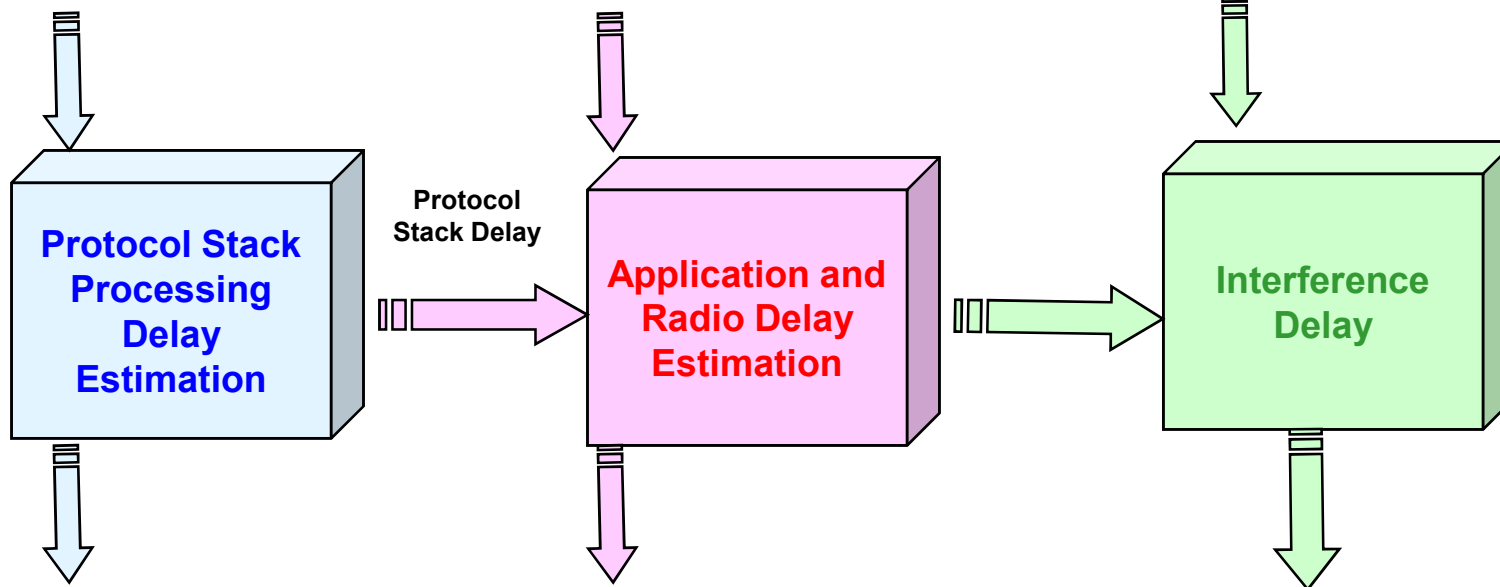 Protocol Stack
Processing
Delay
Estimation
Protocol
Stack Delay
Application and
Radio Delay
Estimation
Interference
Delay